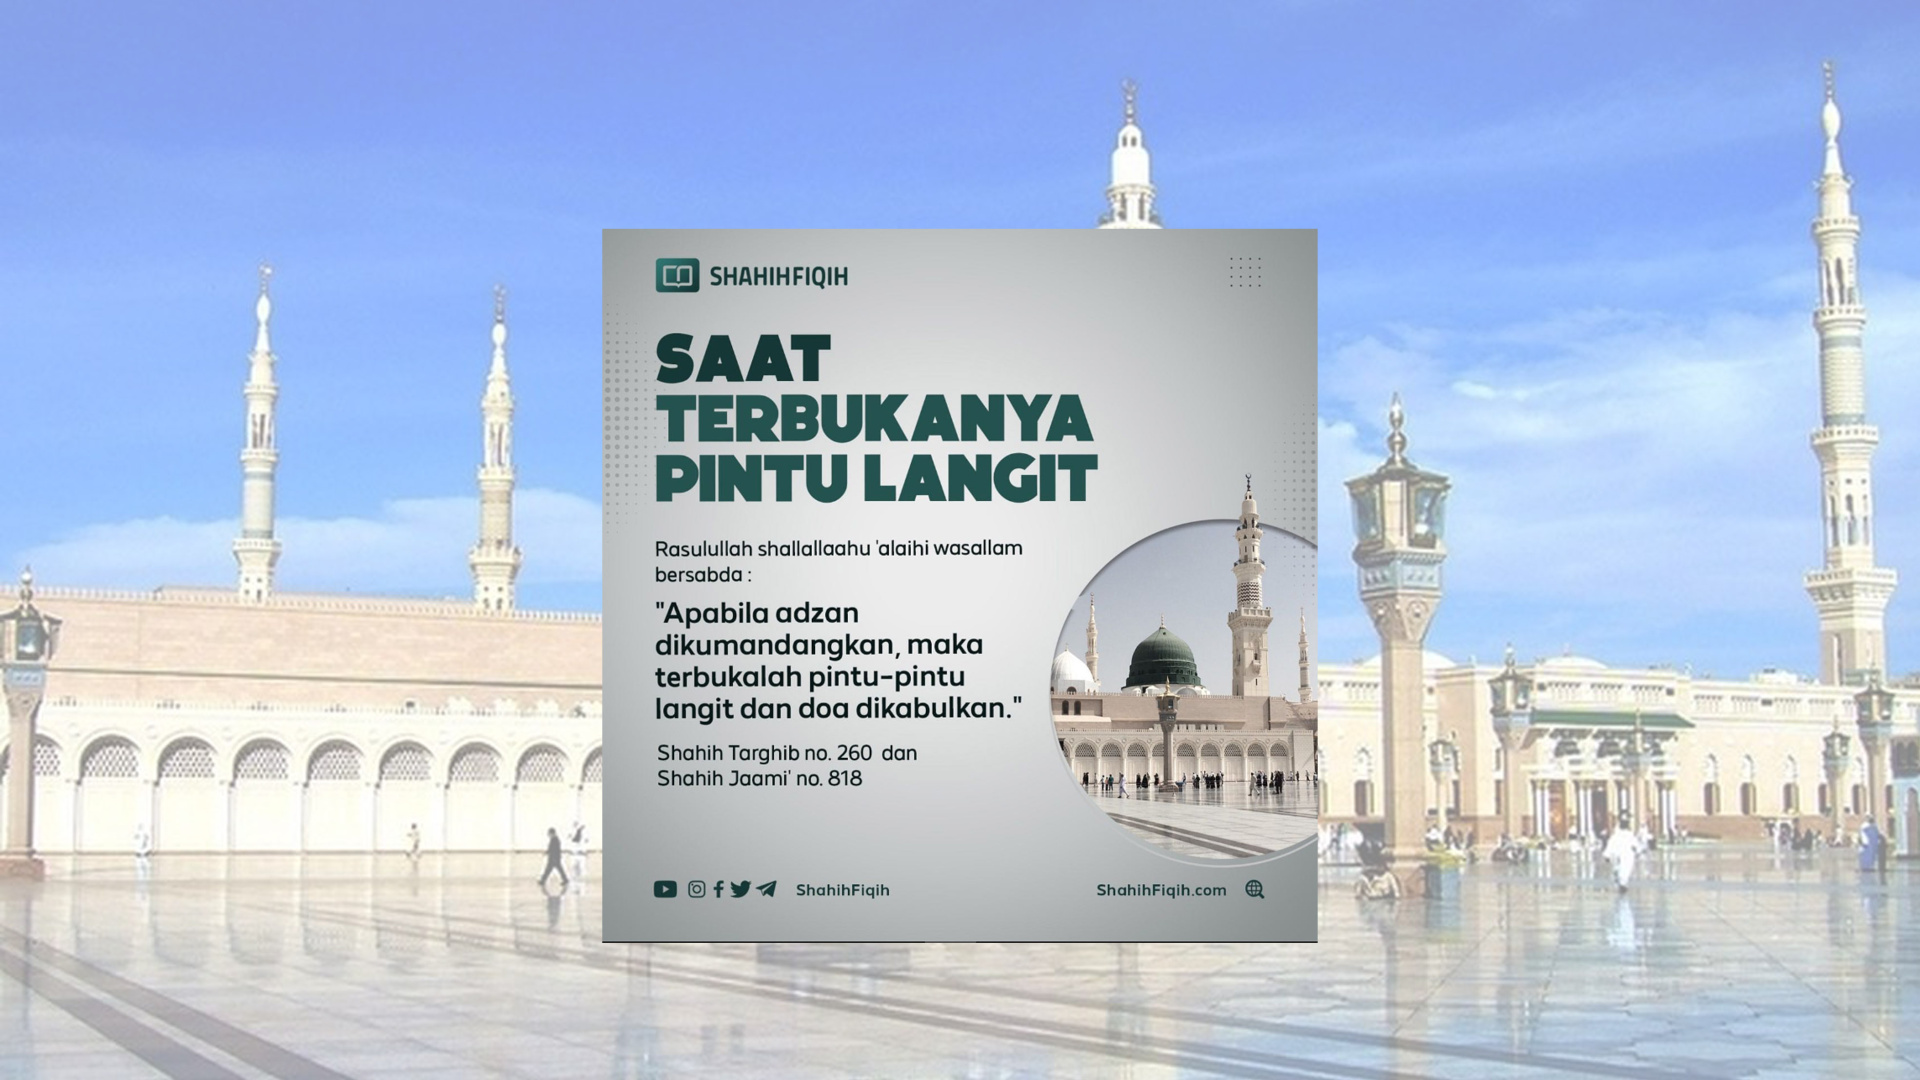 SHAHIHFIQIH
SAAT
TERBUKANYA
PINTU LANGIT
Rasulullah shallallaahu 'alaihi wasallam
bersabda :
"Apabila adzan
dikumandangkan, maka
terbukalah pintu-pintu
langit dan doa dikabulkan."
Shahih Targhib no. 260 dan
Shahih Jaami' no. 818
ShahihFiqih
ShahihFiqih.com